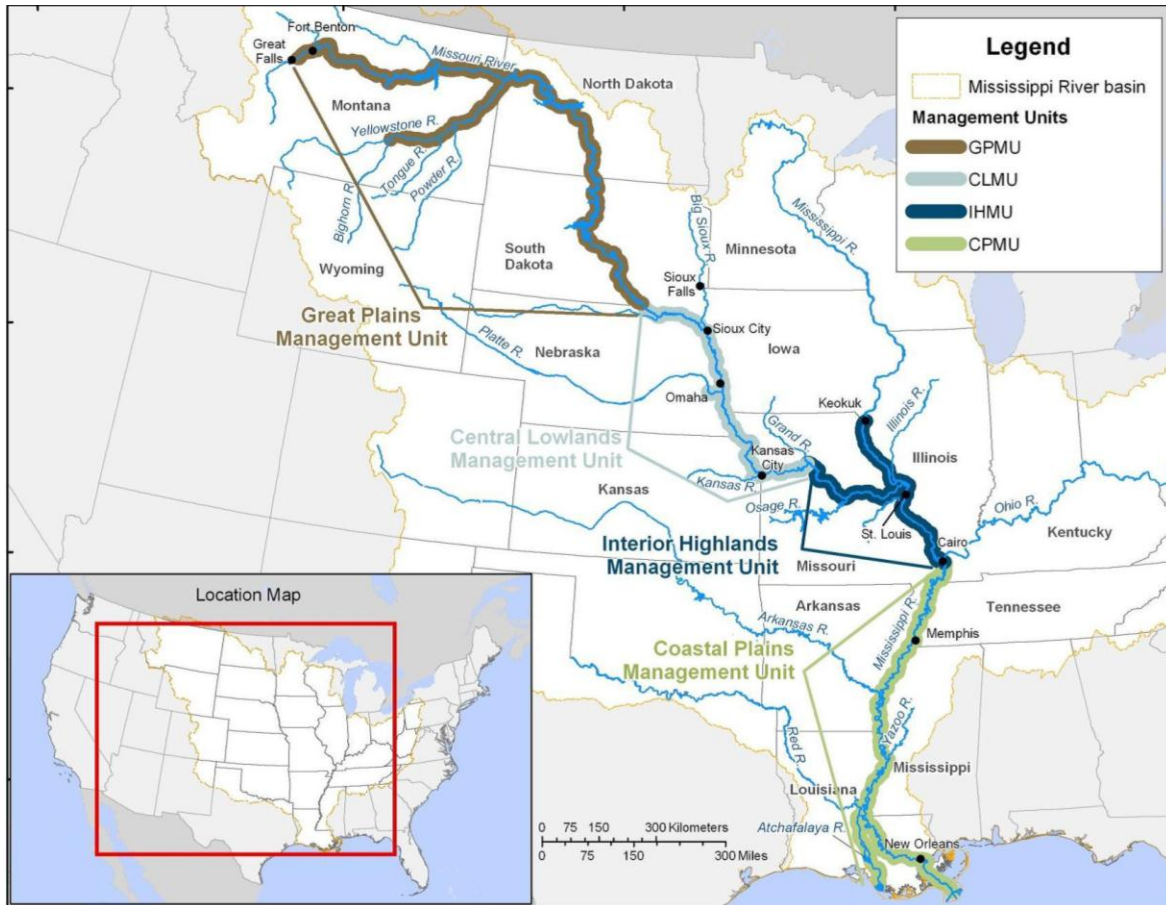 Legend
Mississippi River basin
Management Units
GPMU
CLMU
IHMU
CPMU
Fort Benton
Great
Falls
Missouri River
North Dakota
Montana
Yellowstone R.
Tongue R.
Powder R.
Bighorn R.
Big Sioux R.
Mississippi R.
Minnesota
South
Dakota
Wyoming
Sioux
Falls
Great Plains
Management Unit
Sioux City
Platte R.
Nebraska
Iowa
Omaha
Keokuk
Illinois R.
Grand R.
Central Lowlands
Management Unit
Kansas
City
Illinois
Kansas R.
Kansas
Osage R.
Ohio R.
St. Louis
Kentucky
Interior Highlands
Management Unit
Cairo
Missouri
Arkansas
Tennessee
Mississippi R.
Arkansas R.
Memphis
Coastal Plains
Management Unit
Yazoo R.
Red R.
Mississippi
Louisiana
Atchafalaya R.
New Orleans
0 75 150 300 Kilometers
0 75 150 300 Miles
Location Map